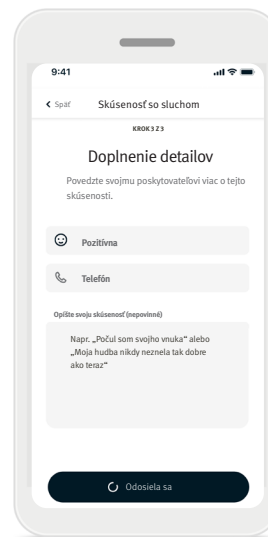 9:41
Späť
Skúsenosť so sluchom
KROK 3 Z 3
Doplnenie detailov
Povedzte svojmu poskytovateľovi viac o tejto
skúsenosti.
Pozitívna
Telefón
Opíšte svoju skúsenosť (nepovinné)
Napr. „Počul som svojho vnuka“ alebo
„Moja hudba nikdy neznela tak dobre
ako teraz“
Odosiela sa